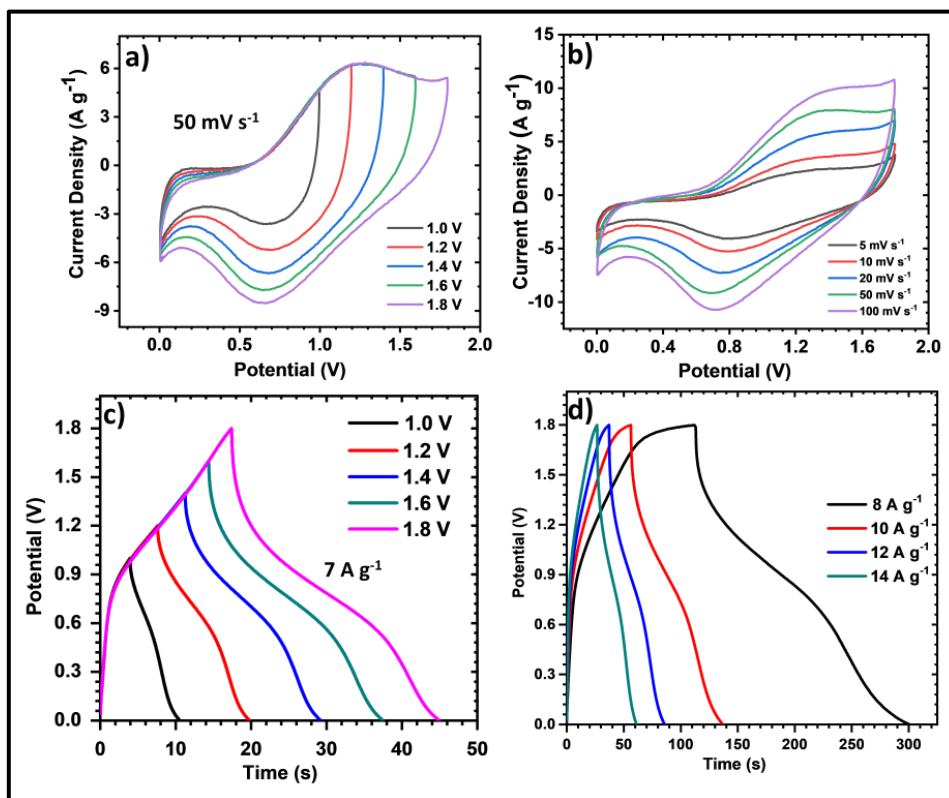 a)
50 mV s⁻¹
Current Density (A g⁻¹)
6
3
0
-3
-6
-9
0.0 0.4 0.8 1.2 1.6 2.0
Potential (V)
1.0 V
1.2 V
1.4 V
1.6 V
1.8 V
b)
Current Density (A g⁻¹)
15
10
5
0
-5
-10
0.0 0.4 0.8 1.2 1.6 2.0
Potential (V)
5 mV s⁻¹
10 mV s⁻¹
20 mV s⁻¹
50 mV s⁻¹
100 mV s⁻¹
c)
Potential (V)
1.8
1.5
1.2
0.9
0.6
0.3
0.0
0 10 20 30 40 50
Time (s)
1.0 V
1.2 V
1.4 V
1.6 V
1.8 V
7 A g⁻¹
d)
Potential (V)
1.8
1.5
1.2
0.9
0.6
0.3
0.0
0 50 100 150 200 250 300
Time (s)
8 A g⁻¹
10 A g⁻¹
12 A g⁻¹
14 A g⁻¹